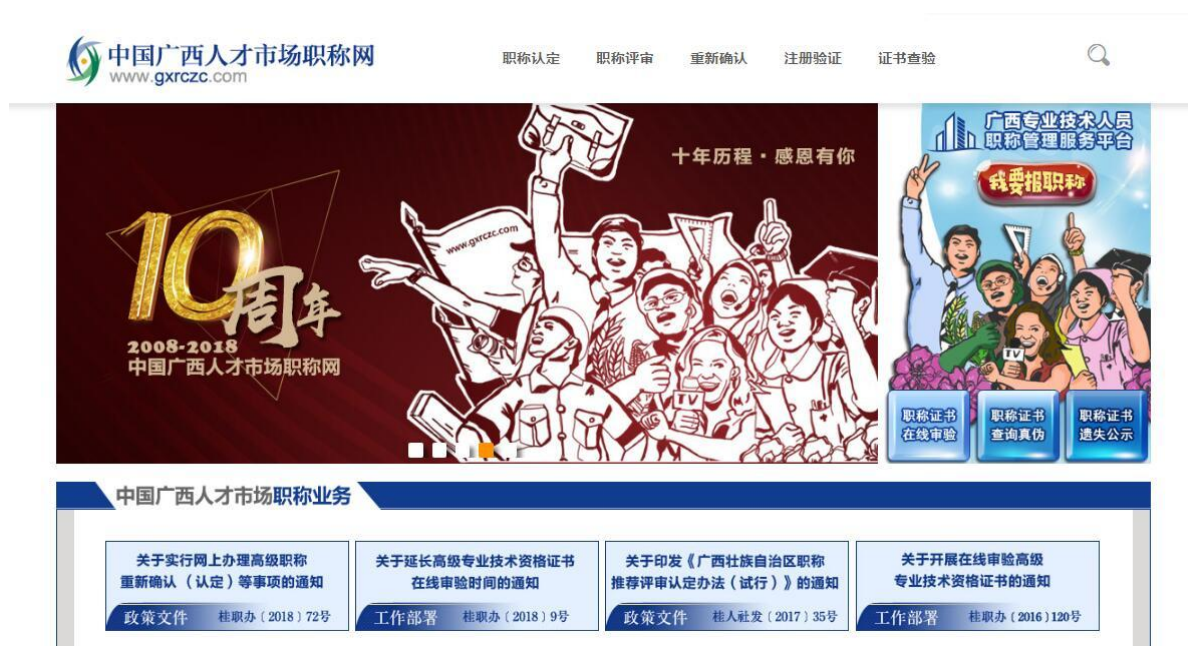 中国广西人才市场职称网
www.gxrczc.com
职称认定 职称评审 重新确认 注册验证 证书查验
十年历程·感恩有你
www.gxrczc.com
10周年
2008-2018
中国广西人才市场职称网
TV
广西专业技术人员
职称管理服务平台
我要报职称
TV
职称证书
在线审验
职称证书
查询真伪
职称证书
遗失公示
中国广西人才市场职称业务
关于实行网上办理高级职称
重新确认（认定）等事项的通知
政策文件 桂职办〔2018〕72号
关于延长高级专业技术资格证书
在线审验时间的通知
工作部署 桂职办〔2018〕9号
关于印发《广西壮族自治区职称
推荐评审认定办法（试行）》的通知
政策文件 桂人社发〔2017〕35号
关于开展在线审验高级
专业技术资格证书的通知
工作部署 桂职办〔2016〕120号